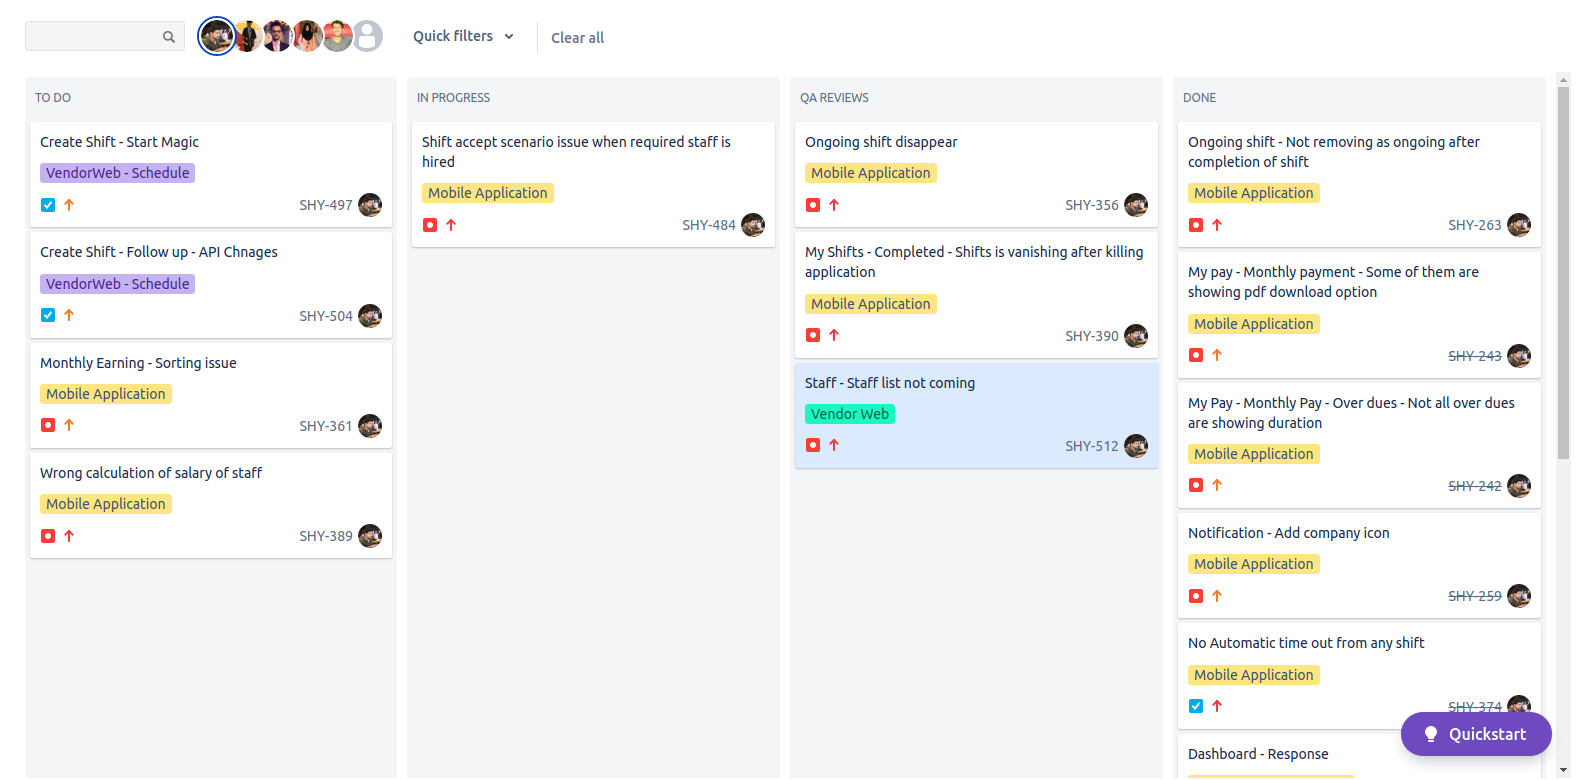 Quick filters
Clear all
TO DO
Create Shift - Start Magic
VendorWeb - Schedule
SHY-497
Create Shift - Follow up - API Chnages
VendorWeb - Schedule
SHY-504
Monthly Earning - Sorting issue
Mobile Application
SHY-361
Wrong calculation of salary of staff
Mobile Application
SHY-389
IN PROGRESS
Shift accept scenario issue when required staff is
hired
Mobile Application
SHY-484
QA REVIEWS
Ongoing shift disappear
Mobile Application
SHY-356
My Shifts - Completed - Shifts is vanishing after killing
application
Mobile Application
SHY-390
Staff - Staff list not coming
Vendor Web
SHY-512
DONE
Ongoing shift - Not removing as ongoing after
completion of shift
Mobile Application
SHY-263
My pay - Monthly payment - Some of them are
showing pdf download option
Mobile Application
SHY-243
My Pay - Monthly Pay - Over dues - Not all over dues
are showing duration
Mobile Application
SHY-242
Notification - Add company icon
Mobile Application
SHY-259
No Automatic time out from any shift
Mobile Application
SHY-374
Dashboard - Response
Quickstart